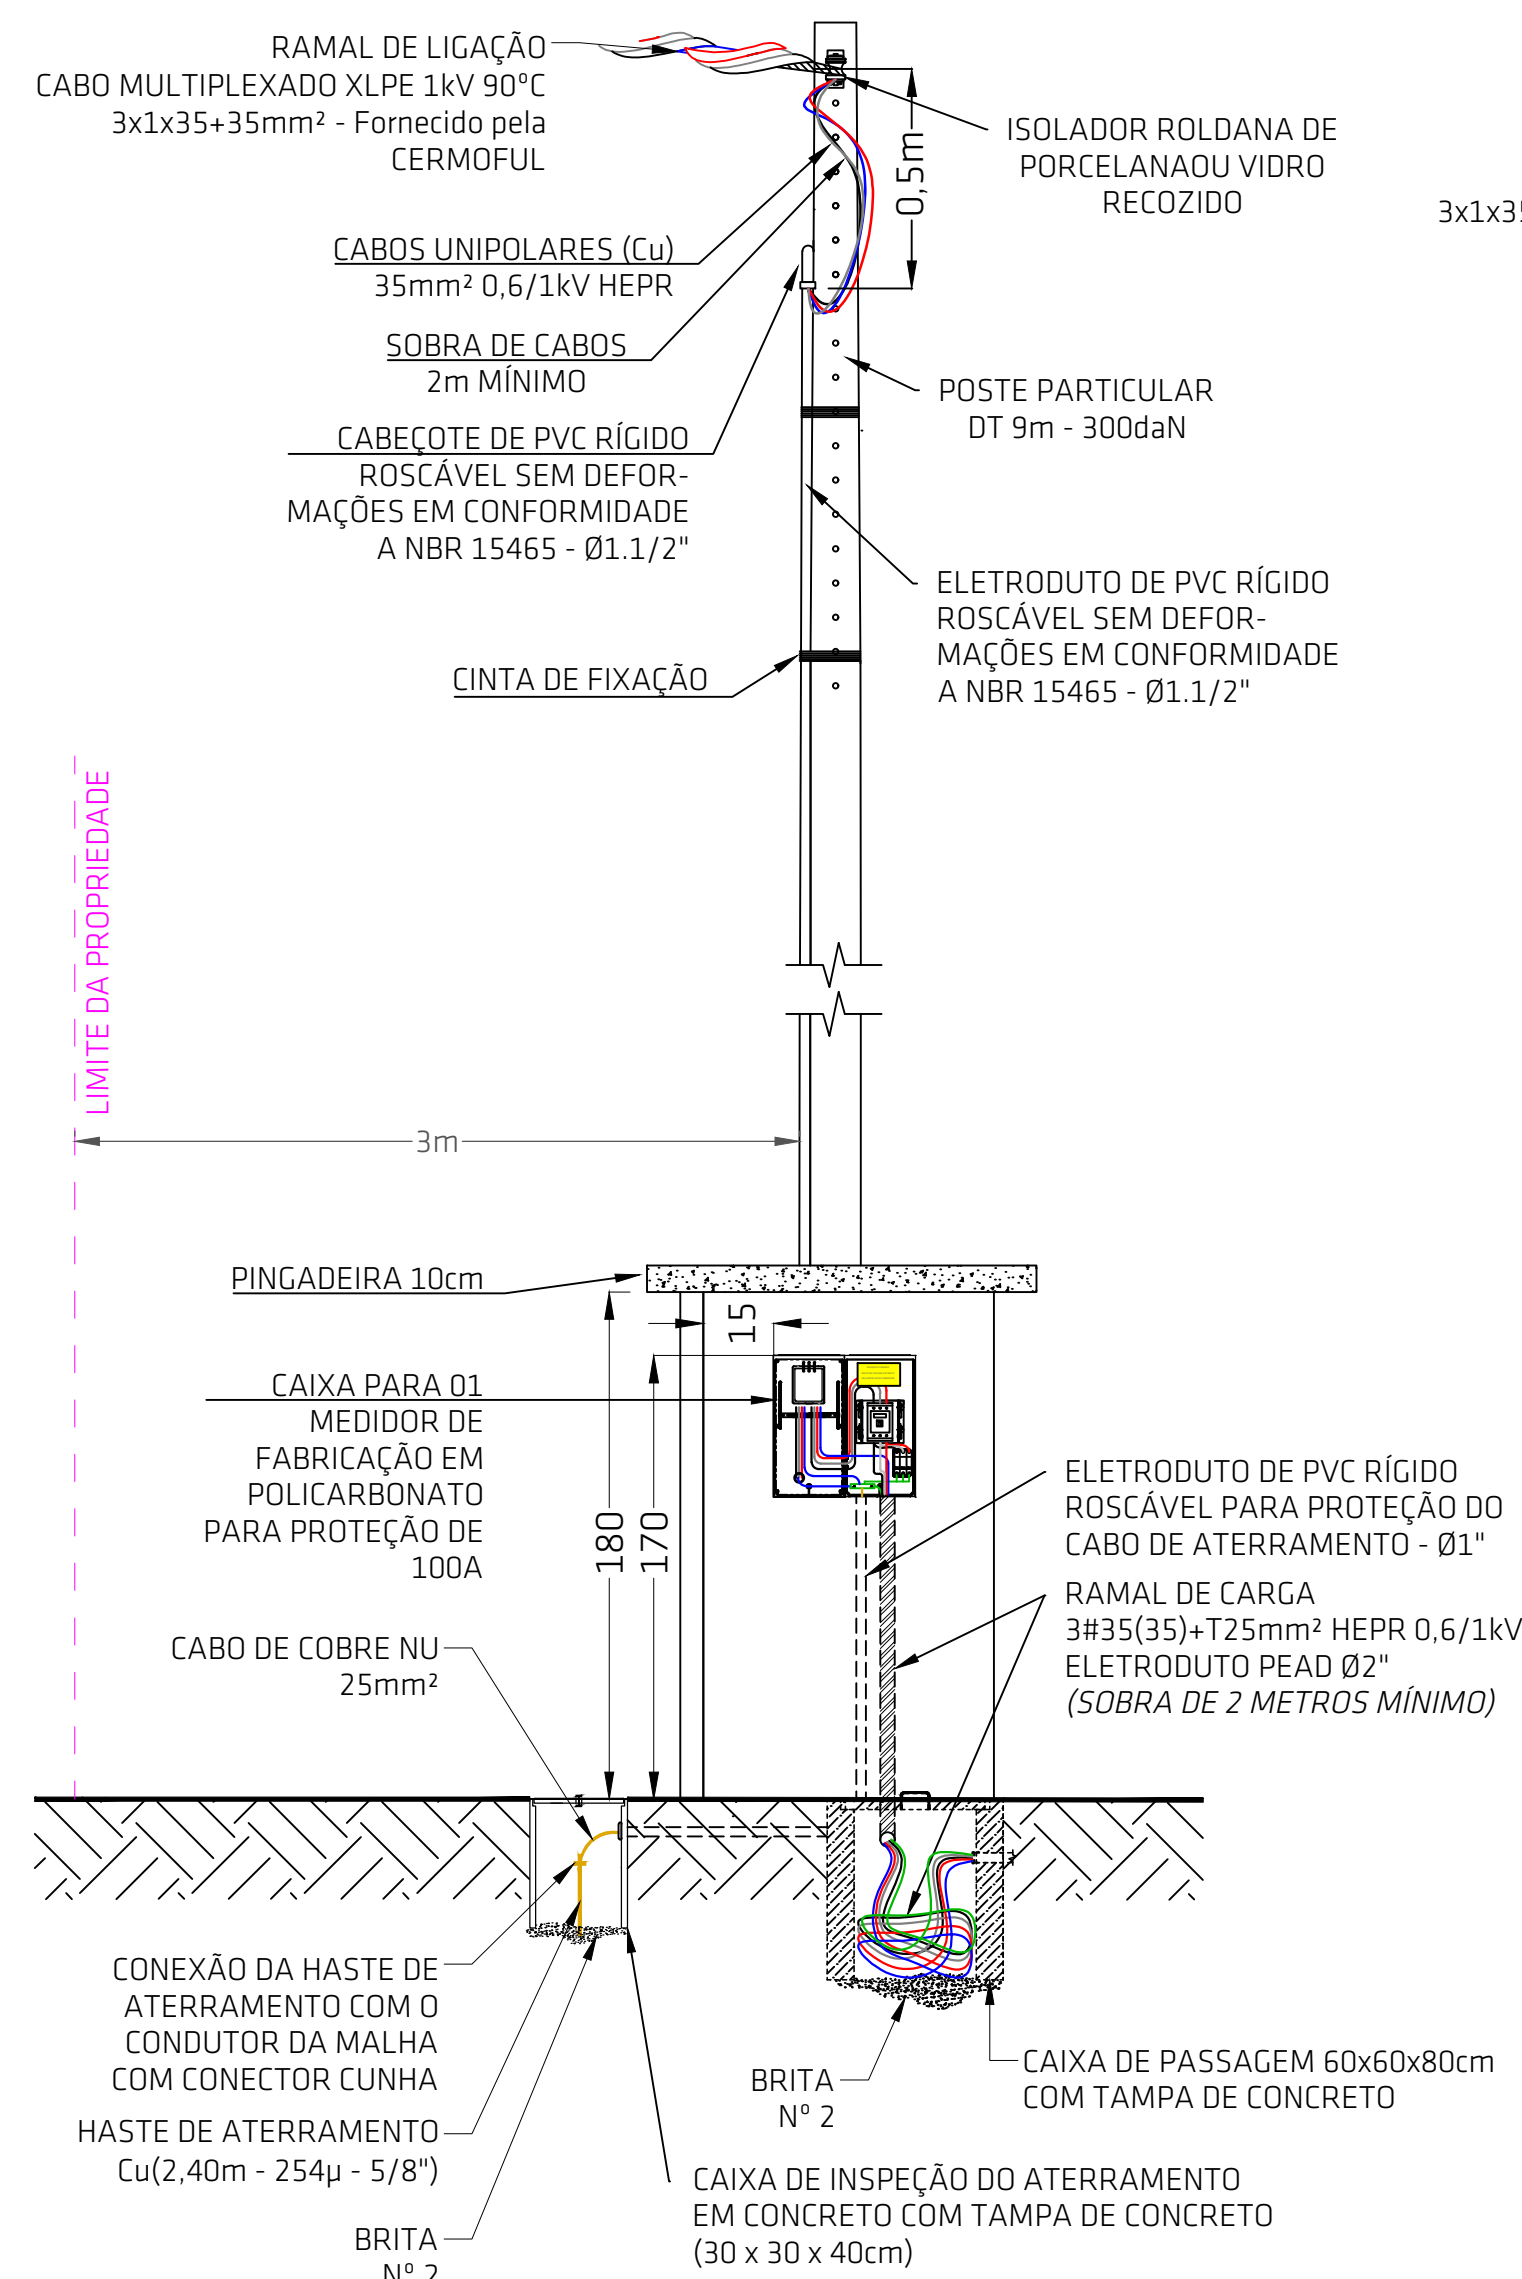 RAMAL DE LIGAÇÃO
CABO MULTIPLEXADO XLPE 1kV 90ºC
3x1x35+35mm² - Fornecido pela
CERMOFUL
ISOLADOR ROLDANA DE
PORCELANAOU VIDRO
RECOZIDO
0,5m
CABOS UNIPOLARES (Cu)
35mm² 0,6/1kV HEPR
SOBRA DE CABOS
2m MÍNIMO
POSTE PARTICULAR
DT 9m - 300daN
CABEÇOTE DE PVC RÍGIDO
ROSCÁVEL SEM DEFOR-
MAÇÕES EM CONFORMIDADE
A NBR 15465 - Ø1.1/2"
ELETRODUTO DE PVC RÍGIDO
ROSCÁVEL SEM DEFOR-
MAÇÕES EM CONFORMIDADE
A NBR 15465 - Ø1.1/2"
CINTA DE FIXAÇÃO
LIMITE DA PROPRIEDADE
3m
PINGADEIRA 10cm
15
CAIXA PARA 01
MEDIDOR DE
FABRICAÇÃO EM
POLICARBONATO
PARA PROTEÇÃO DE
100A
180
170
ELETRODUTO DE PVC RÍGIDO
ROSCÁVEL PARA PROTEÇÃO DO
CABO DE ATERRAMENTO - Ø1"
RAMAL DE CARGA
3#35(35)+T25mm² HEPR 0,6/1kV
ELETRODUTO PEAD Ø2"
(SOBRA DE 2 METROS MÍNIMO)
CABO DE COBRE NU
25mm²
CONEXÃO DA HASTE DE
ATERRAMENTO COM O
CONDUTOR DA MALHA
COM CONECTOR CUNHA
HASTE DE ATERRAMENTO
Cu(2,40m - 254µ - 5/8")
BRITA
Nº 2
BRITA
Nº 2
CAIXA DE PASSAGEM 60x60x80cm
COM TAMPA DE CONCRETO
CAIXA DE INSPEÇÃO DO ATERRAMENTO
EM CONCRETO COM TAMPA DE CONCRETO
(30 x 30 x 40cm)